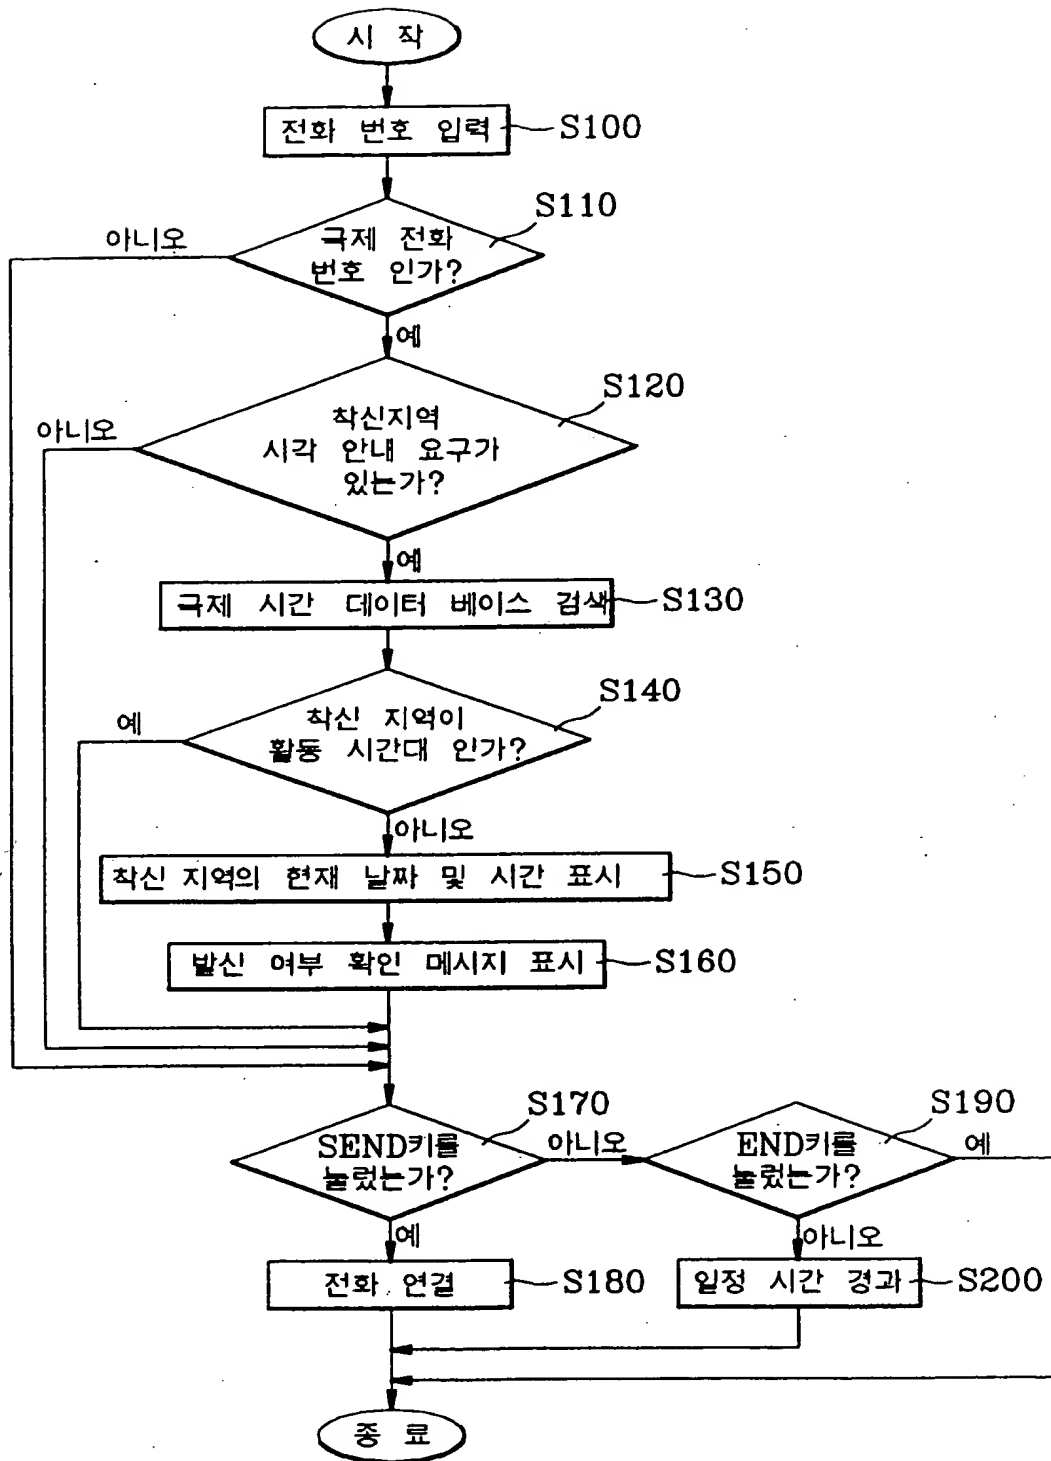 시 작
전화 번호 입력
S100
S110
국제 전화
번호 인가?
아니오
예
S120
착신지역
시각 안내 요구가
있는가?
아니오
예
국제 시간 데이터 베이스 검색
S130
S140
착신 지역이
활동 시간대 인가?
예
아니오
착신 지역의 현재 날짜 및 시간 표시
S150
발신 여부 확인 메시지 표시
S160
S170
SEND키를
눌렀는가?
아니오
S190
END키를
눌렀는가?
예
예
아니오
전화 연결
S180
일정 시간 경과
S200
종 료